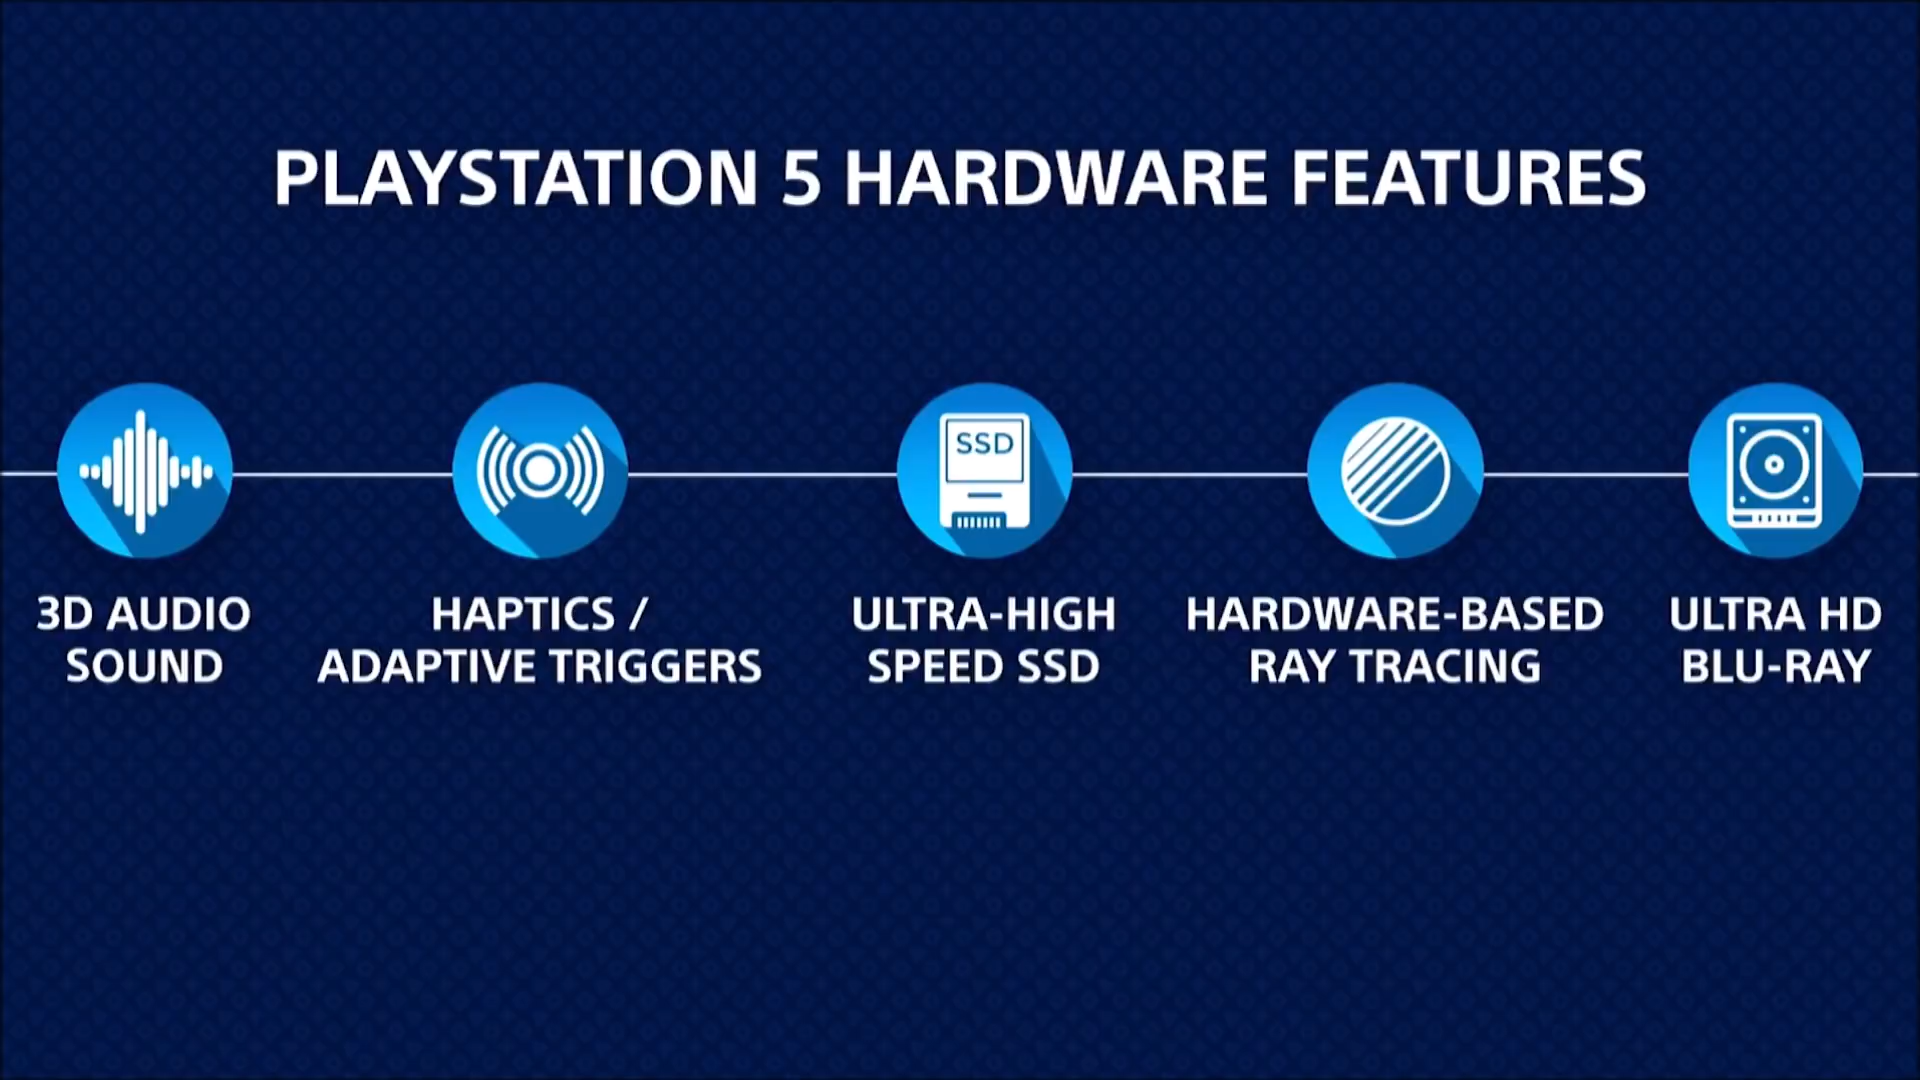 PLAYSTATION 5 HARDWARE FEATURES
SSD
3D AUDIO
SOUND
HAPTICS /
ADAPTIVE TRIGGERS
ULTRA-HIGH
SPEED SSD
HARDWARE-BASED
RAY TRACING
ULTRA HD
BLU-RAY